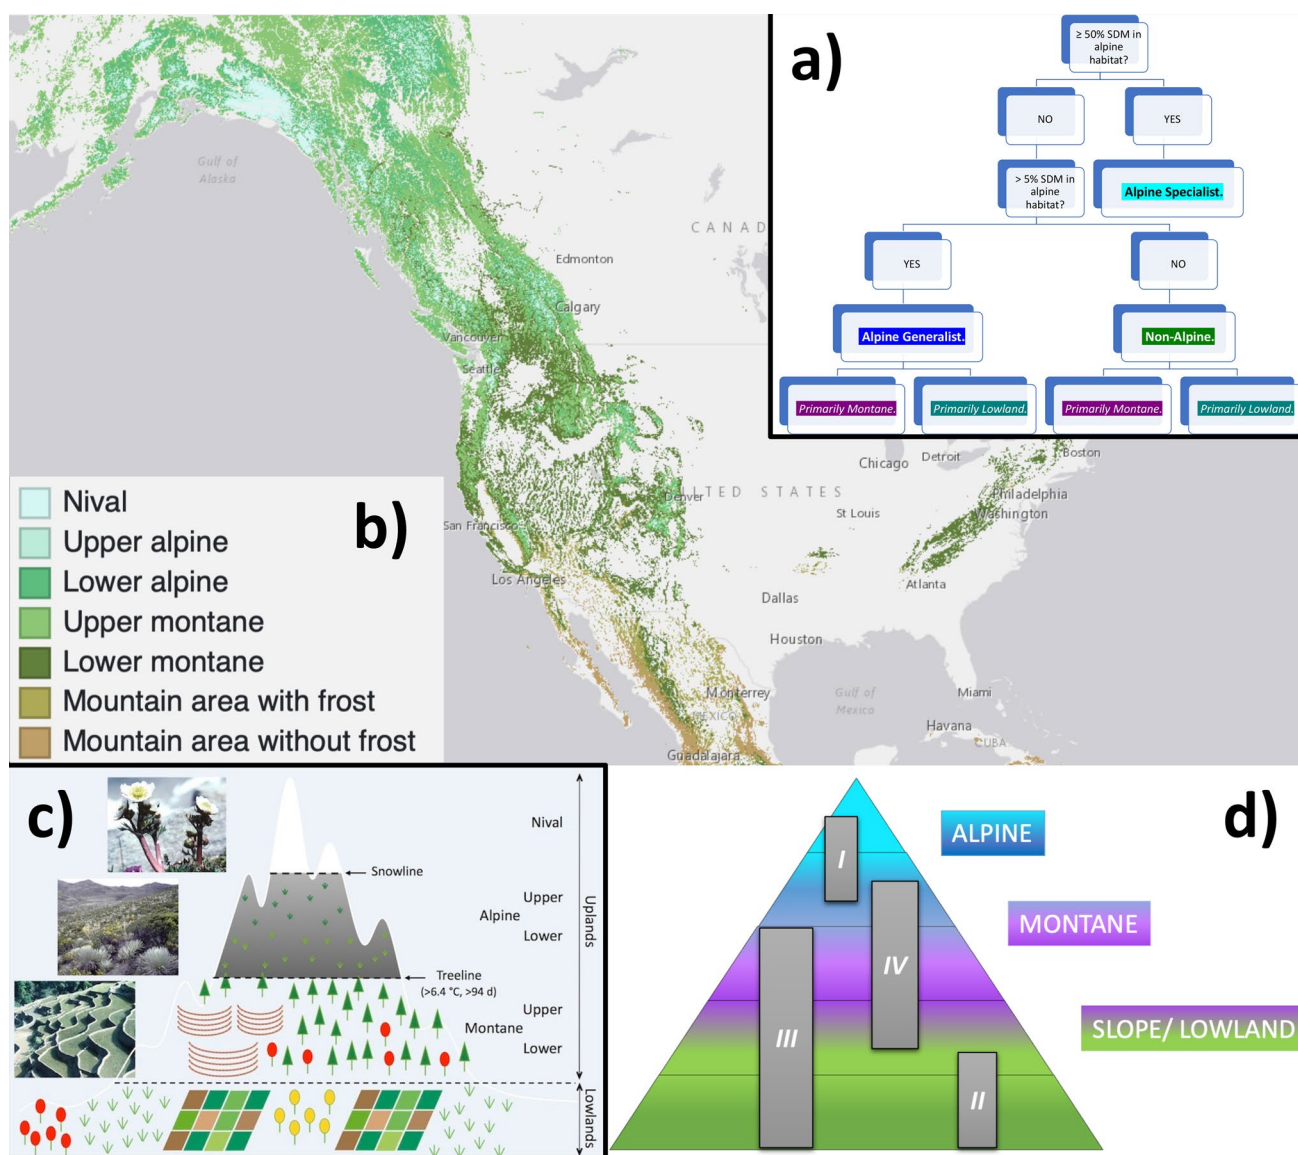 a)
≥ 50% SDM in
alpine
habitat?
NO
YES
> 5% SDM in
alpine
habitat?
Alpine Specialist.
YES
NO
Alpine Generalist.
Non-Alpine.
Primarily Montane.
Primarily Lowland.
Primarily Montane.
Primarily Lowland.
b)
Gulf of
Alaska
CANAD
Edmonton
Calgary
Vancouver
Seattle
Chicago
Detroit
Boston
Denver
UNITED STATES
Philadelphia
Washington
St Louis
San Francisco
Los Angeles
Atlanta
Dallas
Houston
Monterrey
MEXICO
Gulf of
Mexico
Miami
Havana
CUBA
Guadalajara
Nival
Upper alpine
Lower alpine
Upper montane
Lower montane
Mountain area with frost
Mountain area without frost
c)
Nival
Snowline
Upper
Alpine
Lower
Treeline
(>6.4 °C, >94 d)
Upper
Montane
Lower
Uplands
Lowlands
d)
ALPINE
MONTANE
SLOPE/ LOWLAND
I
IV
III
II